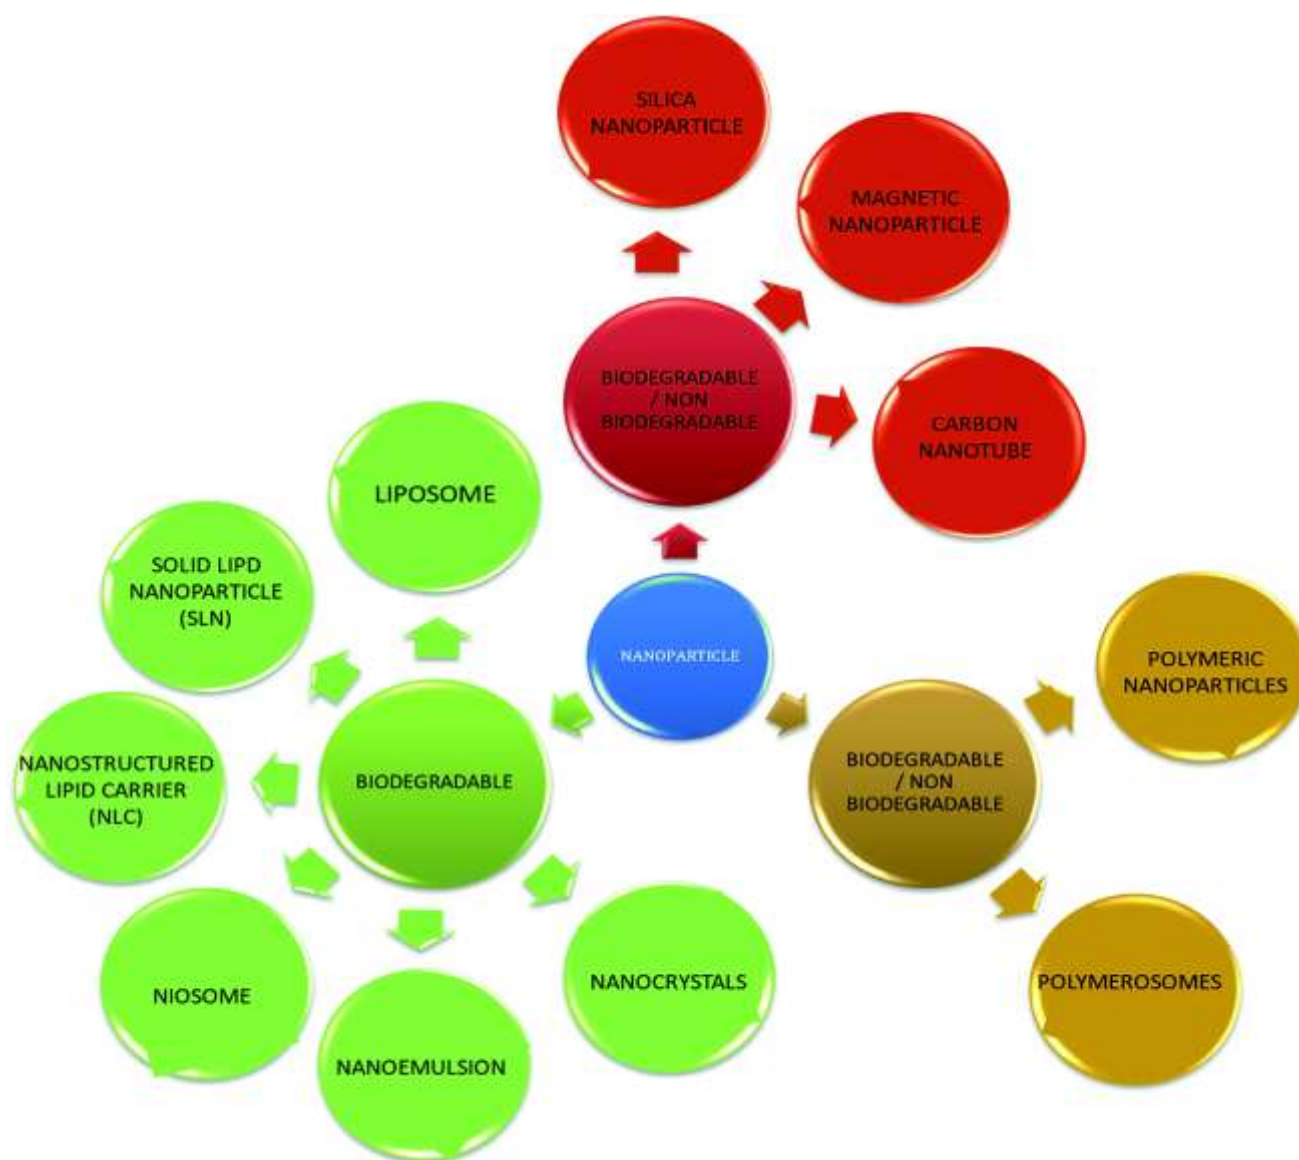 SILICA
NANOPARTICLE
MAGNETIC
NANOPARTICLE
BIODEGRADABLE
/ NON
BIODEGRADABLE
CARBON
NANOTUBE
LIPOSOME
SOLID LIPD
NANOPARTICLE
(SLN)
NANOPARTICLE
POLYMERIC
NANOPARTICLES
NANOSTRUCTURED
LIPID CARRIER
(NLC)
BIODEGRADABLE
BIODEGRADABLE
/ NON
BIODEGRADABLE
NIOSOME
NANOEMULSION
NANOCRYSTALS
POLYMEROSOMES